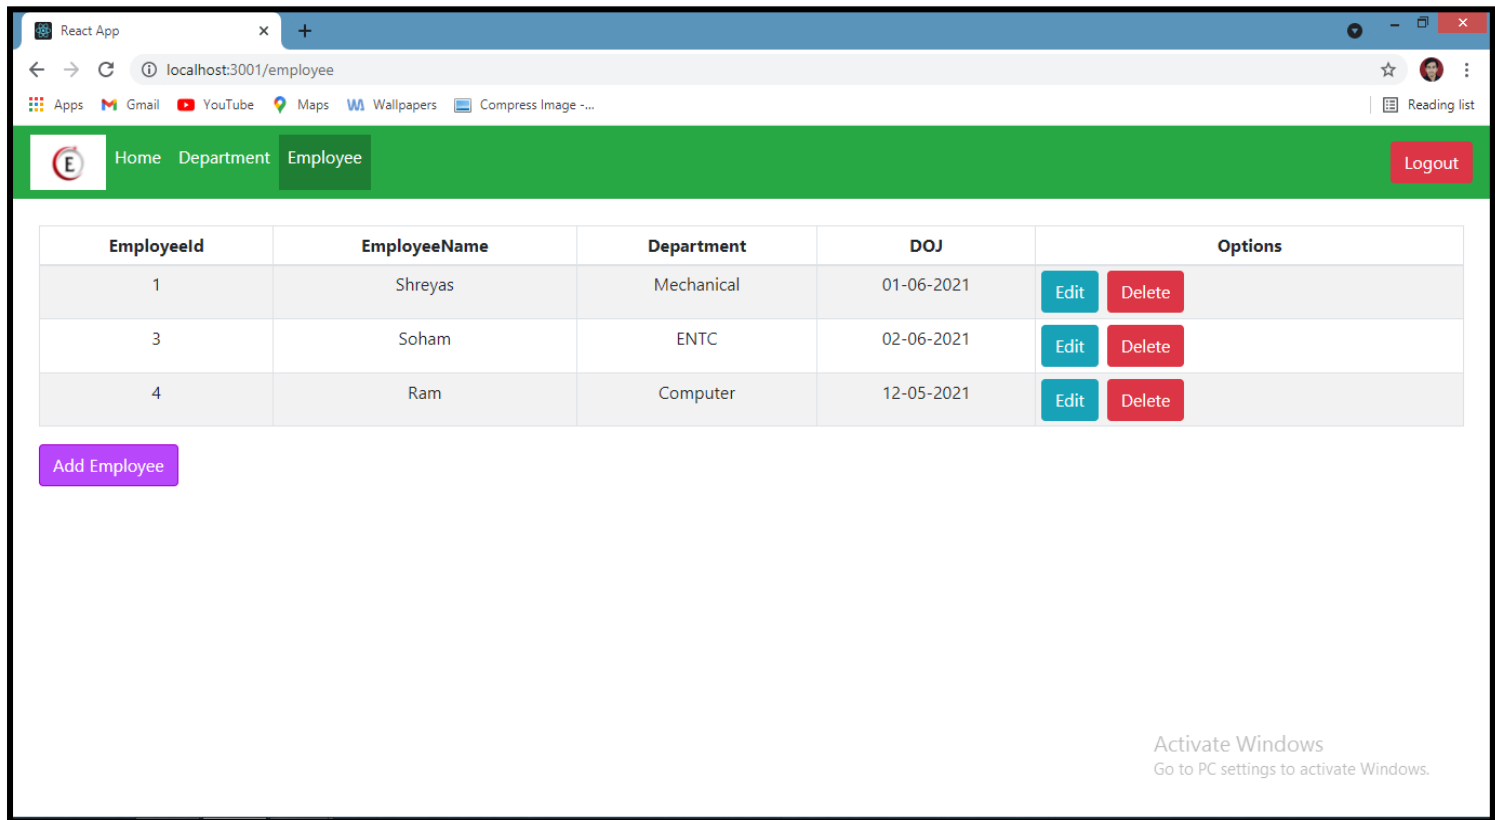 React App
localhost:3001/employee
Apps Gmail YouTube Maps Wallpapers Compress Image -... Reading list
E Home Department Employee Logout
EmployeeId EmployeeName Department DOJ Options
1 Shreyas Mechanical 01-06-2021 Edit Delete
3 Soham ENTC 02-06-2021 Edit Delete
4 Ram Computer 12-05-2021 Edit Delete
Add Employee
Activate Windows
Go to PC settings to activate Windows.